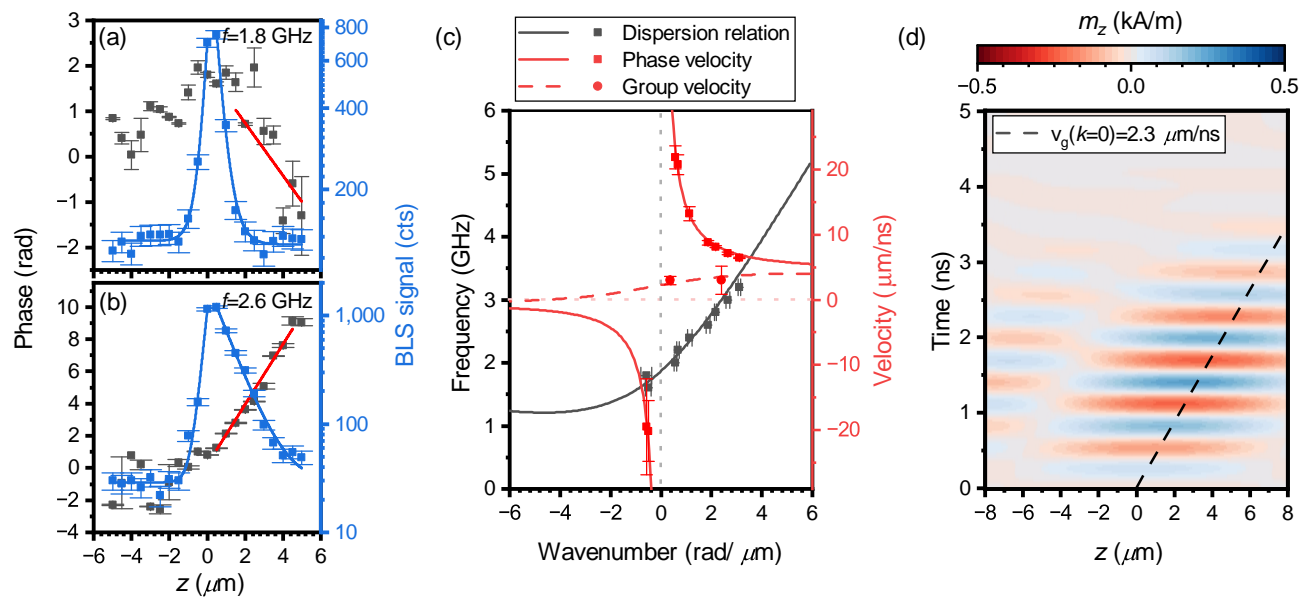 (a)
f=1.8 GHz
3
2
1
0
−1
−2
800
600
400
200
Phase (rad)
BLS signal (cts)
(b)
f=2.6 GHz
10
8
6
4
2
0
−2
−4
1,000
100
10
−6 −4 −2 0 2 4 6
z (μm)
(c)
Dispersion relation
Phase velocity
Group velocity
6
5
4
3
2
1
0
Frequency (GHz)
20
10
0
−10
−20
Velocity (μm/ns)
−6 −4 −2 0 2 4 6
Wavenumber (rad/ μm)
(d)
m_z (kA/m)
−0.5 0.0 0.5
v_g(k=0)=2.3 μm/ns
5
4
3
2
1
0
Time (ns)
−8 −6 −4 −2 0 2 4 6 8
z (μm)